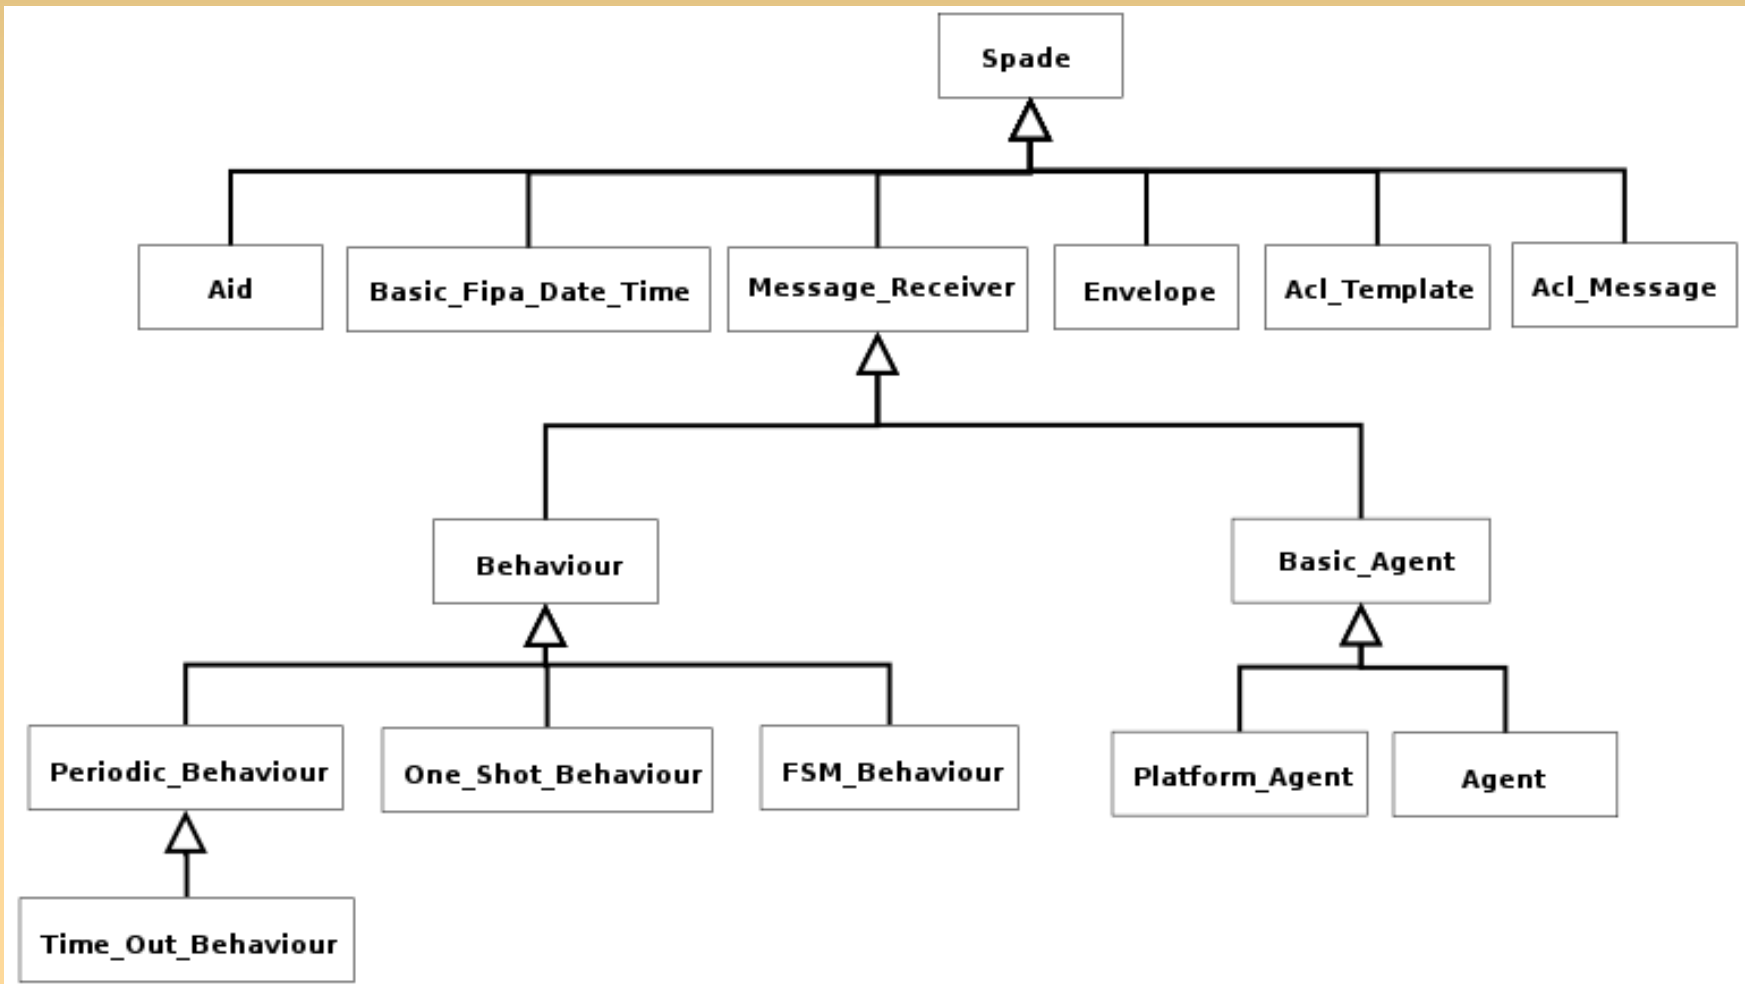 Spade
Aid
Basic_Fipa_Date_Time
Message_Receiver
Envelope
Acl_Template
Acl_Message
Behaviour
Basic_Agent
Periodic_Behaviour
One_Shot_Behaviour
FSM_Behaviour
Platform_Agent
Agent
Time_Out_Behaviour